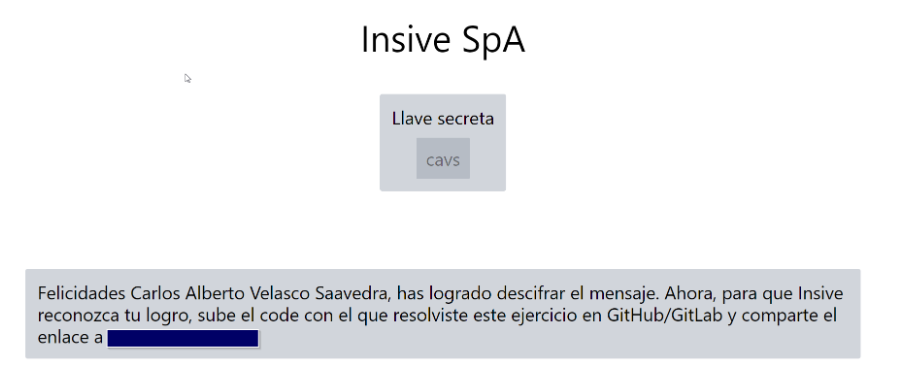 Insive SpA
Llave secreta
cavs
Felicidades Carlos Alberto Velasco Saavedra, has logrado descifrar el mensaje. Ahora, para que Insive
reconozca tu logro, sube el code con el que resolviste este ejercicio en GitHub/GitLab y comparte el
enlace a